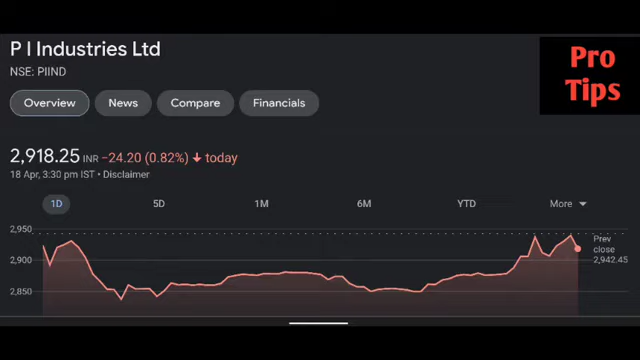 P I Industries Ltd
NSE: PIIND
Pro
Tips
Overview News Compare Financials
2,918.25 INR −24.20 (0.82%) ↓ today
18 Apr, 3:30 pm IST • Disclaimer
1D 5D 1M 6M YTD More
2,950
2,900
2,850
Prev
close
2,942.45